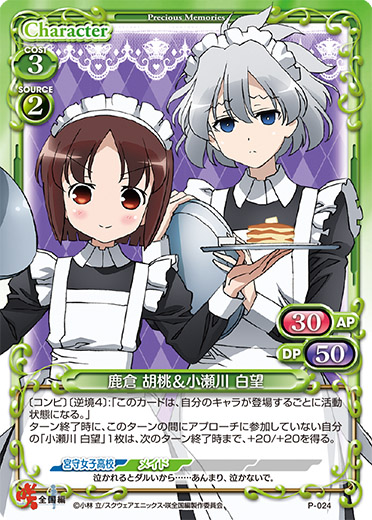 Precious Memories
Character
COST
3
SOURCE
2
30 AP
DP 50
鹿倉 胡桃&小瀬川 白望
［コンビ］〔逆境4〕：「このカードは、自分のキャラが登場するごとに活動
状態になる。」
ターン終了時に、このターンの間にアプローチに参加していない自分
の「小瀬川 白望」1枚は、次のターン終了時まで、+20/+20を得る。
宮守女子高校 メイド
泣かれるとダルいから……あんまり、泣かないで。
咲 全国編
©小林 立/スクウェアエニックス・咲全国編製作委員会
P-024